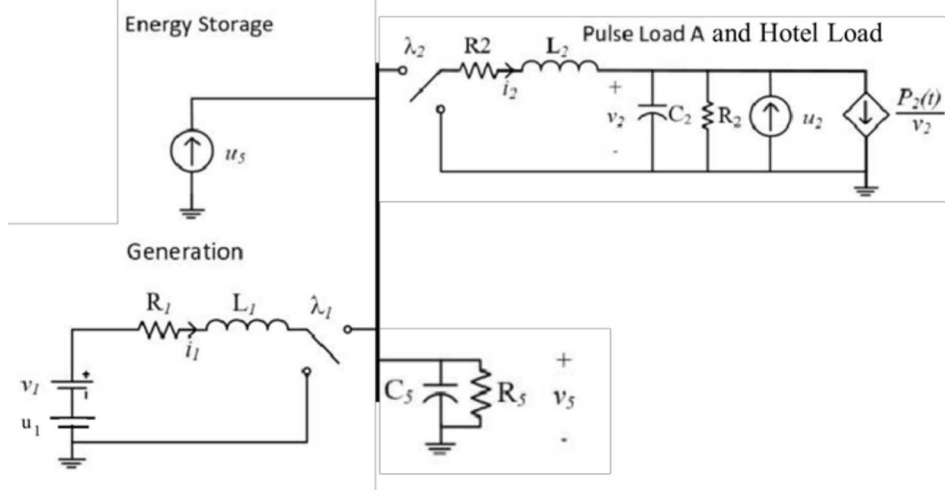 Energy Storage
u5
Pulse Load A and Hotel Load
λ2
R2
L2
i2
+
v2
-
C2
R2
u2
P2(t)
v2
Generation
R1
L1
λ1
i1
v1
+
-
u1
C5
R5
+
v5
-